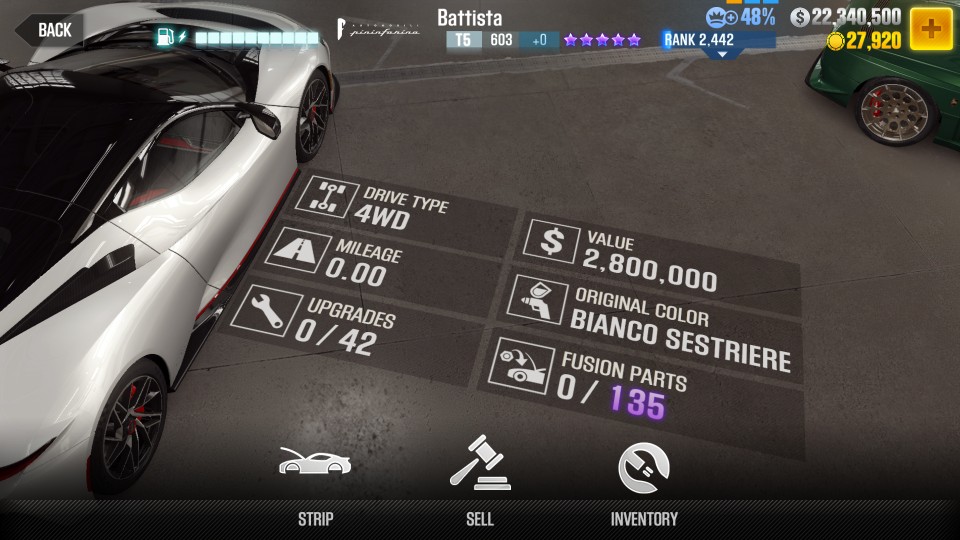 BACK
AUTOMOBILI
pininfarina
Battista
T5 603 +0
48%
22,340,500
RANK 2,442
27,920
DRIVE TYPE
4WD
MILEAGE
0.00
UPGRADES
0/42
VALUE
2,800,000
ORIGINAL COLOR
BIANCO SESTRIERE
FUSION PARTS
0/ 135
STRIP
SELL
INVENTORY